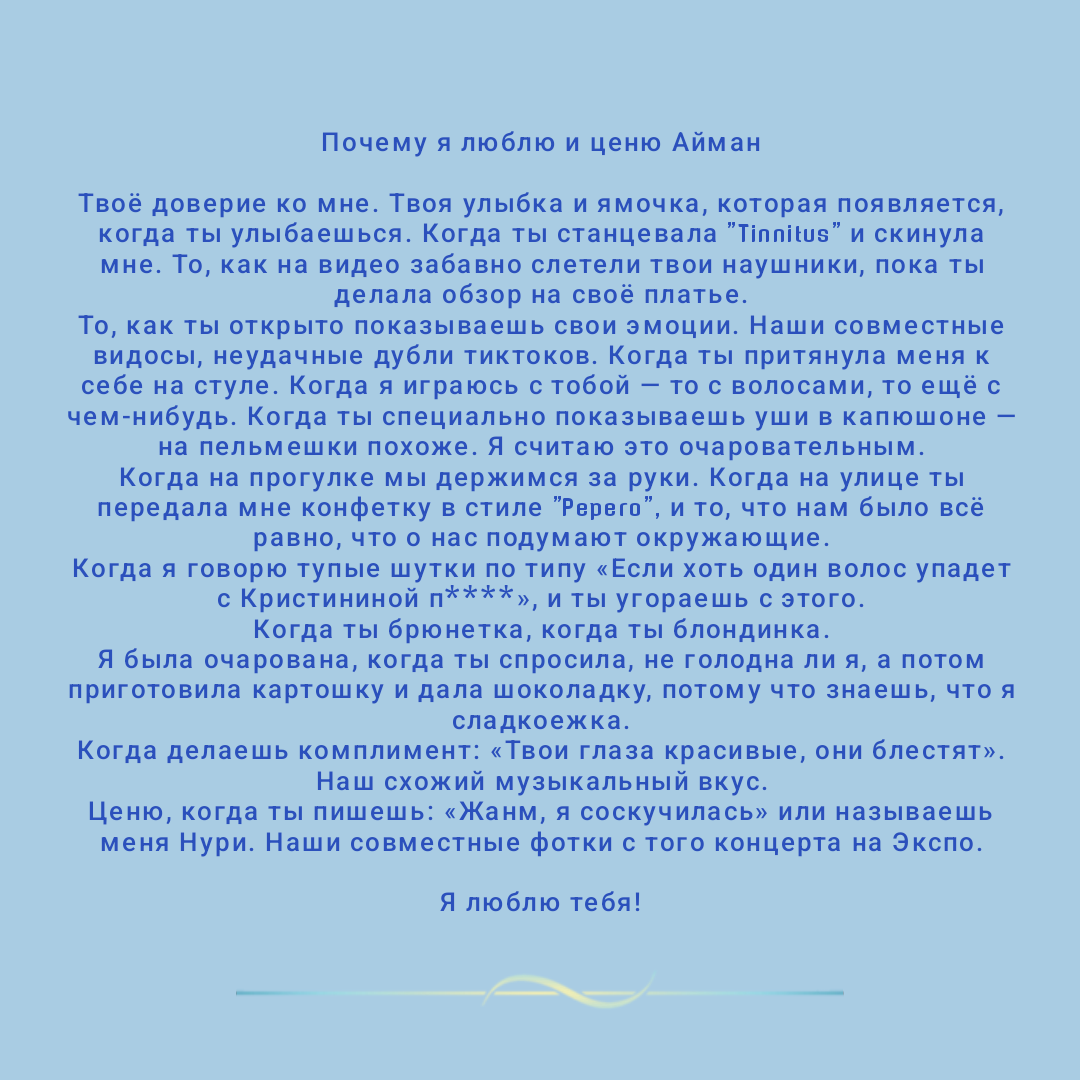 Почему я люблю и ценю Айман
Твоё доверие ко мне. Твоя улыбка и ямочка, которая появляется,
когда ты улыбаешься. Когда ты станцевала ”Tinnitus” и скинула
мне. То, как на видео забавно слетели твои наушники, пока ты
делала обзор на своё платье.
То, как ты открыто показываешь свои эмоции. Наши совместные
видосы, неудачные дубли тиктоков. Когда ты притянула меня к
себе на стуле. Когда я играюсь с тобой — то с волосами, то ещё с
чем-нибудь. Когда ты специально показываешь уши в капюшоне —
на пельмешки похоже. Я считаю это очаровательным.
Когда на прогулке мы держимся за руки. Когда на улице ты
передала мне конфетку в стиле ”Pepero”, и то, что нам было всё
равно, что о нас подумают окружающие.
Когда я говорю тупые шутки по типу «Если хоть один волос упадет
с Кристининой п****», и ты угораешь с этого.
Когда ты брюнетка, когда ты блондинка.
Я была очарована, когда ты спросила, не голодна ли я, а потом
приготовила картошку и дала шоколадку, потому что знаешь, что я
сладкоежка.
Когда делаешь комплимент: «Твои глаза красивые, они блестят».
Наш схожий музыкальный вкус.
Ценю, когда ты пишешь: «Жанм, я соскучилась» или называешь
меня Нури. Наши совместные фотки с того концерта на Экспо.
Я люблю тебя!